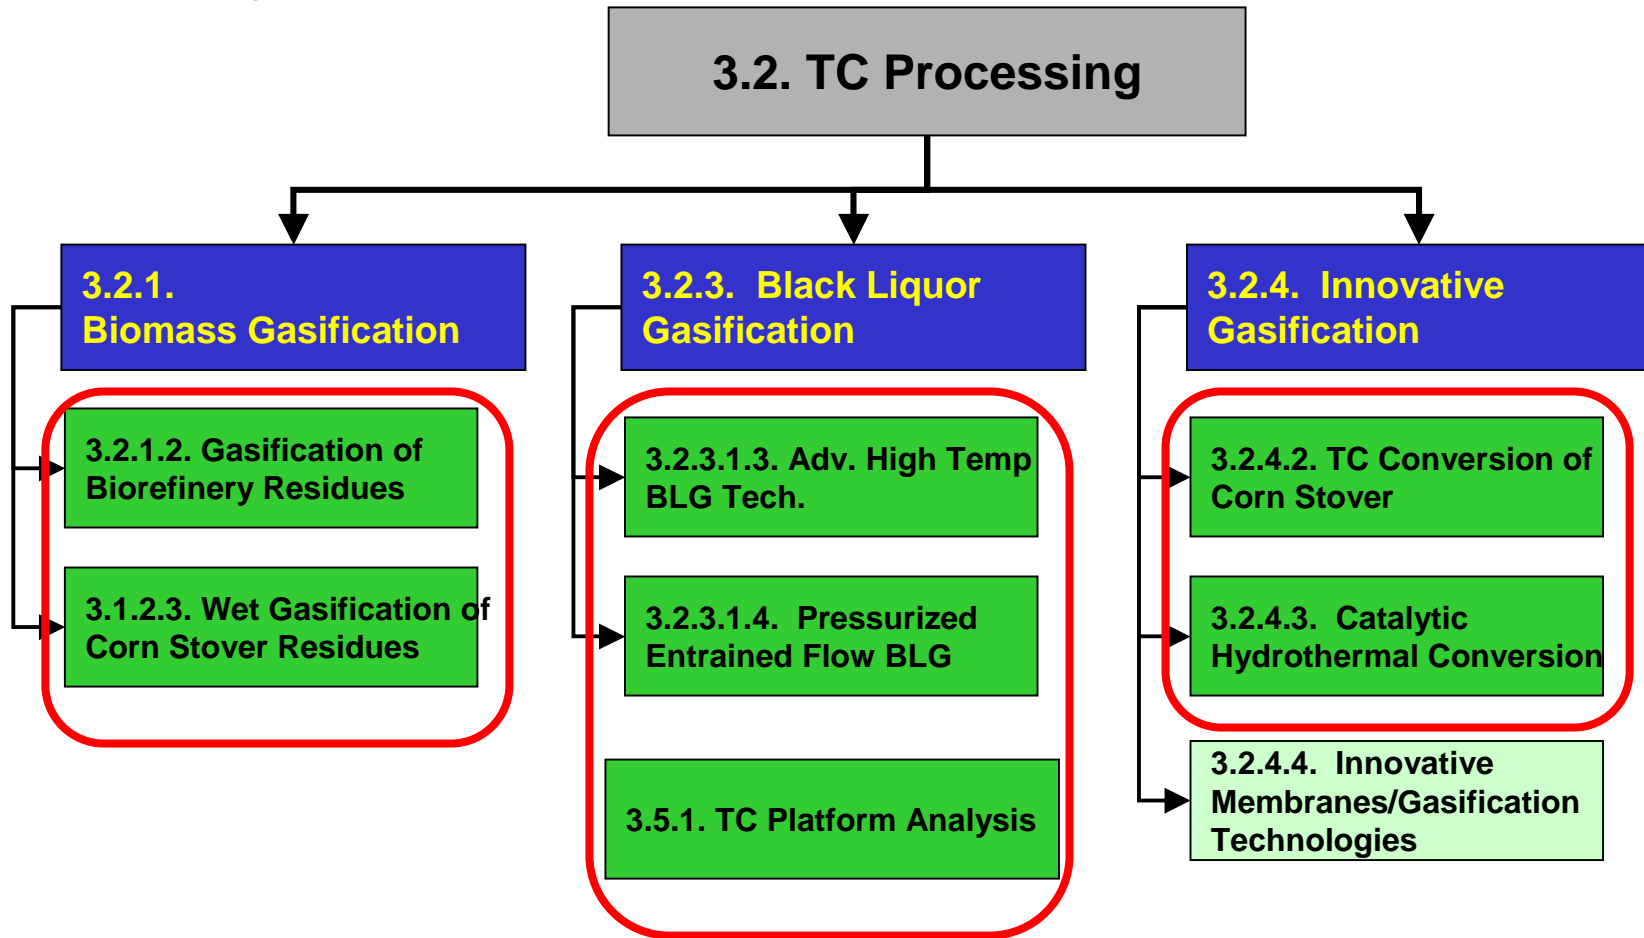 3.2. TC Processing
3.2.1.
Biomass Gasification
3.2.1.2. Gasification of
Biorefinery Residues
3.1.2.3. Wet Gasification of
Corn Stover Residues
3.2.3. Black Liquor
Gasification
3.2.3.1.3. Adv. High Temp
BLG Tech.
3.2.3.1.4. Pressurized
Entrained Flow BLG
3.5.1. TC Platform Analysis
3.2.4. Innovative
Gasification
3.2.4.2. TC Conversion of
Corn Stover
3.2.4.3. Catalytic
Hydrothermal Conversion
3.2.4.4. Innovative
Membranes/Gasification
Technologies